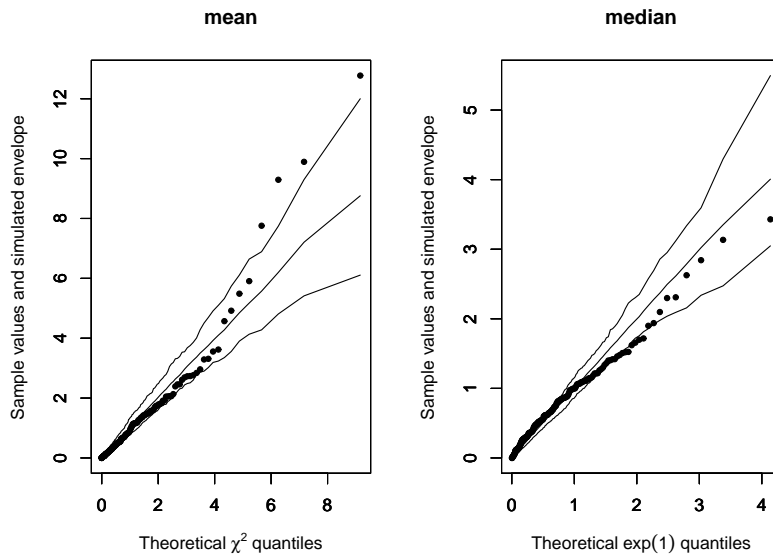 mean
median
Sample values and simulated envelope
12
10
8
6
4
2
0
0 2 4 6 8
Theoretical χ² quantiles
Sample values and simulated envelope
5
4
3
2
1
0
0 1 2 3 4
Theoretical exp(1) quantiles